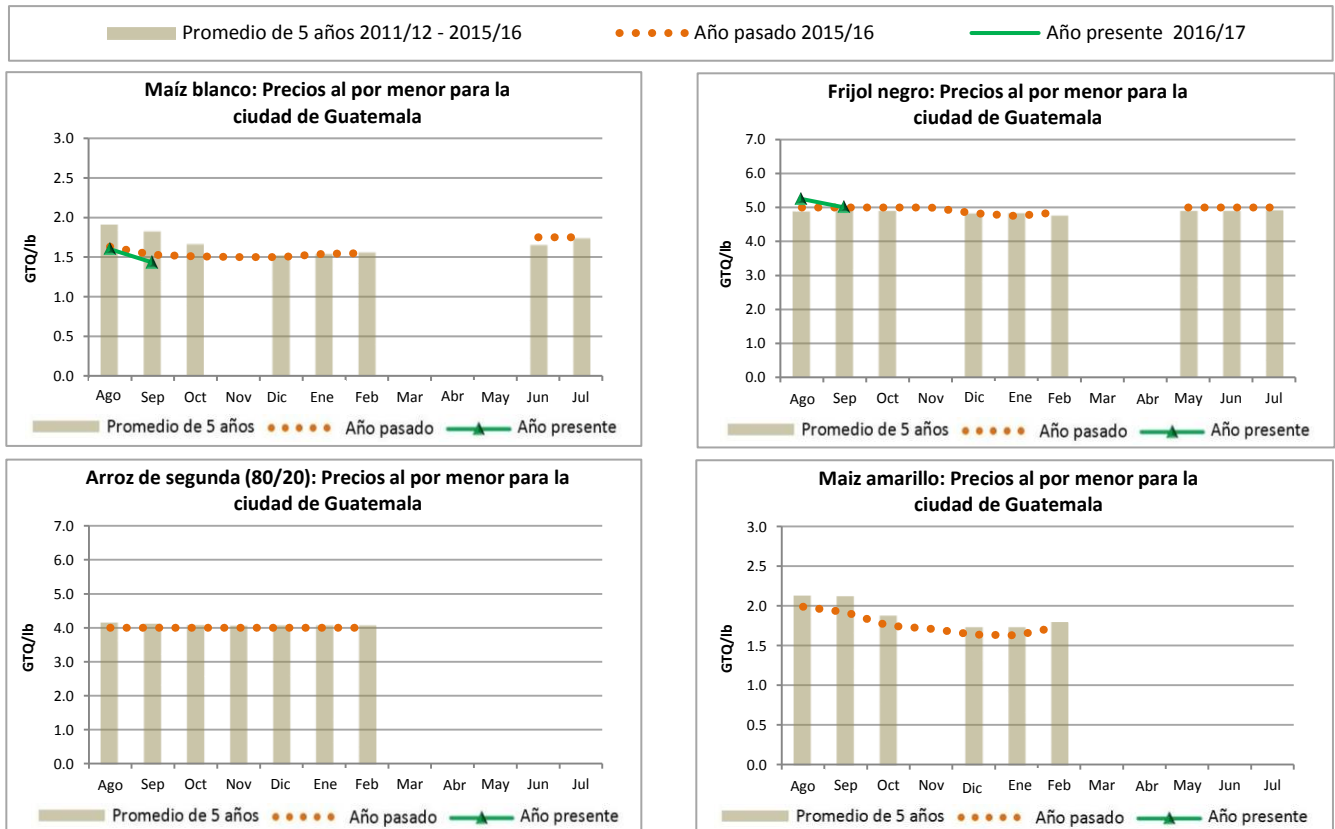 Promedio de 5 años 2011/12 - 2015/16 Año pasado 2015/16 Año presente 2016/17
Maíz blanco: Precios al por menor para la
ciudad de Guatemala
3.0
2.5
2.0
1.5
1.0
0.5
0.0
GTQ/lb
Ago Sep Oct Nov Dic Ene Feb Mar Abr May Jun Jul
Promedio de 5 años Año pasado Año presente
Frijol negro: Precios al por menor para la
ciudad de Guatemala
7.0
6.0
5.0
4.0
3.0
2.0
1.0
0.0
GTQ/lb
Ago Sep Oct Nov Dic Ene Feb Mar Abr May Jun Jul
Promedio de 5 años Año pasado Año presente
Arroz de segunda (80/20): Precios al por menor para la
ciudad de Guatemala
7.0
6.0
5.0
4.0
3.0
2.0
1.0
0.0
GTQ/lb
Ago Sep Oct Nov Dic Ene Feb Mar Abr May Jun Jul
Promedio de 5 años Año pasado Año presente
Maiz amarillo: Precios al por menor para la
ciudad de Guatemala
3.0
2.5
2.0
1.5
1.0
0.5
0.0
GTQ/lb
Ago Sep Oct Nov Dic Ene Feb Mar Abr May Jun Jul
Promedio de 5 años Año pasado Año presente